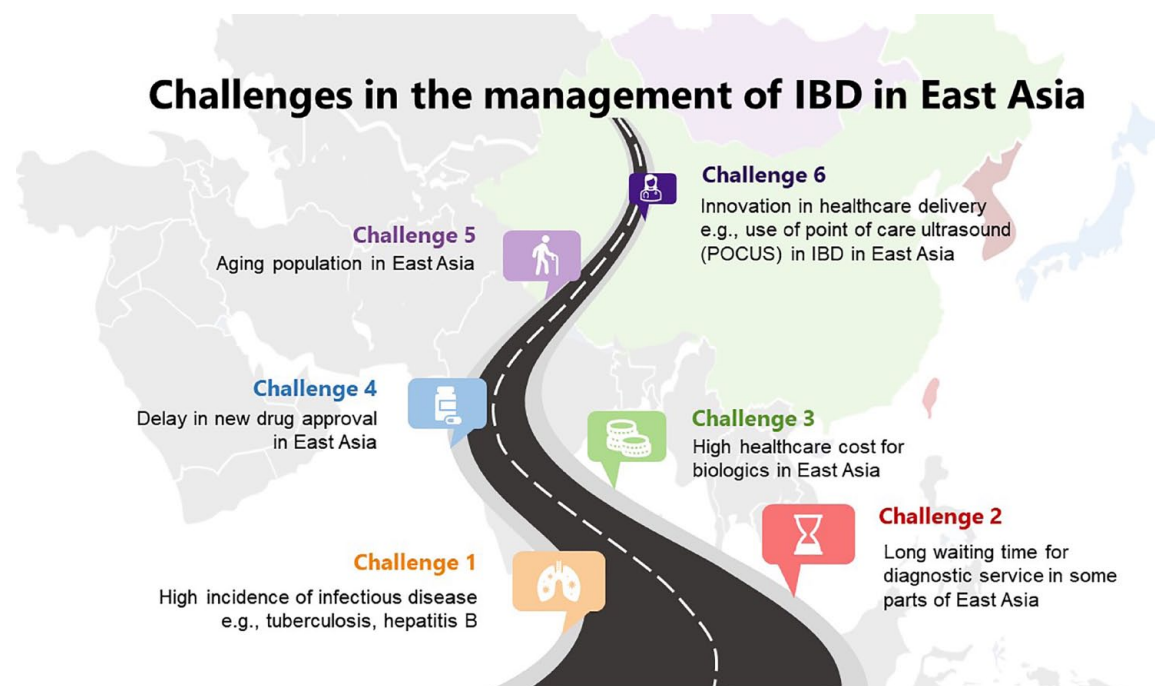 Challenges in the management of IBD in East Asia
Challenge 6
Innovation in healthcare delivery
e.g., use of point of care ultrasound
(POCUS) in IBD in East Asia
Challenge 5
Aging population in East Asia
Challenge 4
Delay in new drug approval
in East Asia
Challenge 3
High healthcare cost for
biologics in East Asia
Challenge 2
Long waiting time for
diagnostic service in some
parts of East Asia
Challenge 1
High incidence of infectious disease
e.g., tuberculosis, hepatitis B